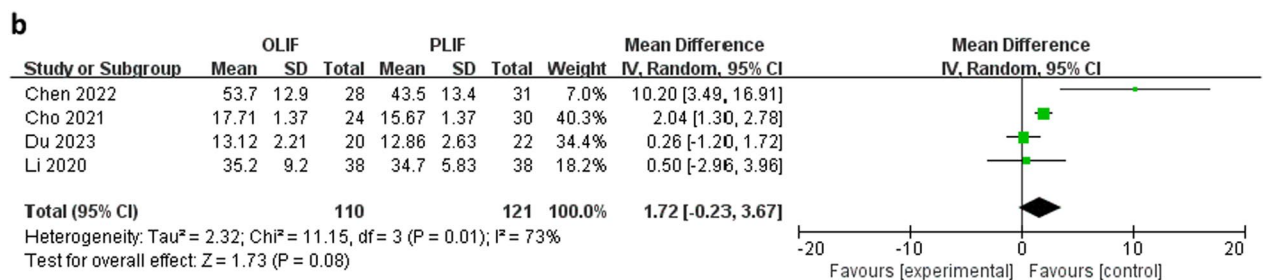 b
OLIF PLIF Mean Difference Mean Difference
Study or Subgroup Mean SD Total Mean SD Total Weight IV, Random, 95% CI IV, Random, 95% CI
Chen 2022 53.7 12.9 28 43.5 13.4 31 7.0% 10.20 [3.49, 16.91]
Cho 2021 17.71 1.37 24 15.67 1.37 30 40.3% 2.04 [1.30, 2.78]
Du 2023 13.12 2.21 20 12.86 2.63 22 34.4% 0.26 [-1.20, 1.72]
Li 2020 35.2 9.2 38 34.7 5.83 38 18.2% 0.50 [-2.96, 3.96]
Total (95% CI) 110 121 100.0% 1.72 [-0.23, 3.67]
Heterogeneity: Tau² = 2.32; Chi² = 11.15, df = 3 (P = 0.01); I² = 73%
Test for overall effect: Z = 1.73 (P = 0.08)
-20 -10 0 10 20
Favours [experimental] Favours [control]